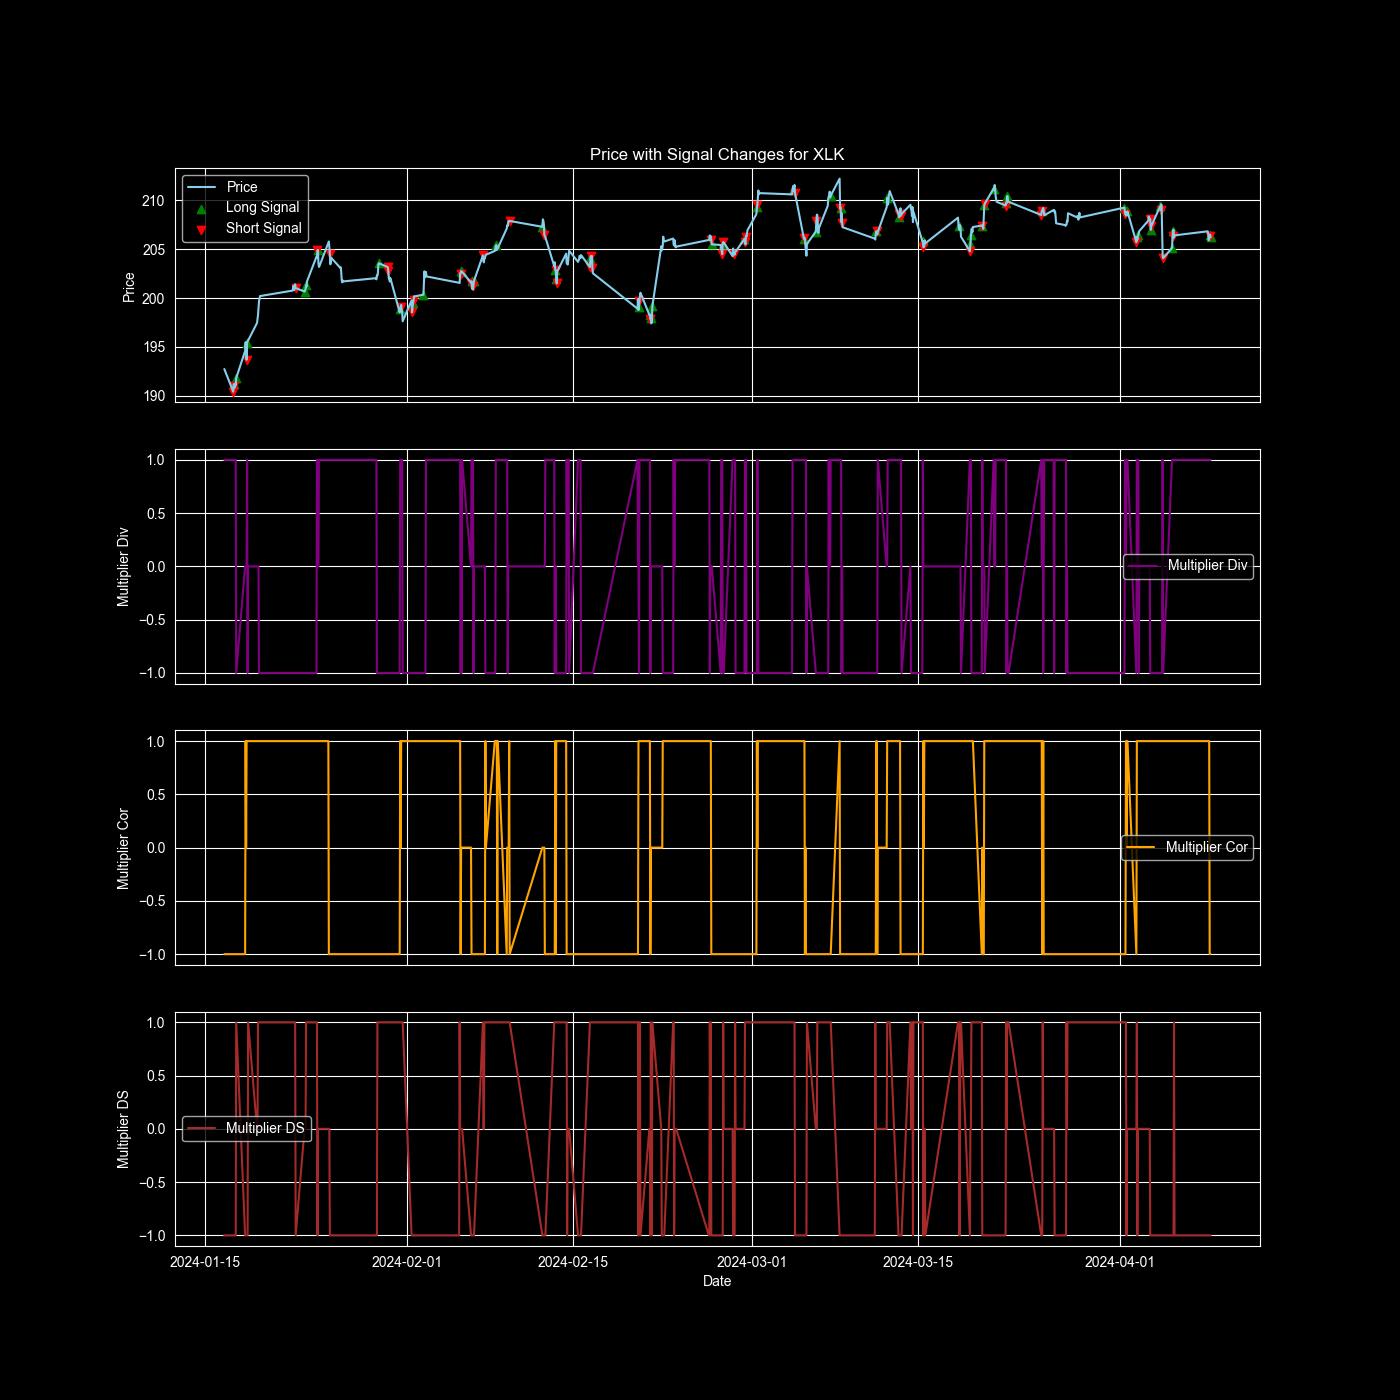 Price with Signal Changes for XLK
Price
Long Signal
Short Signal
210
205
200
195
190
Price
1.0
0.5
0.0
−0.5
−1.0
Multiplier Div
Multiplier Div
1.0
0.5
0.0
−0.5
−1.0
Multiplier Cor
Multiplier Cor
1.0
0.5
0.0
−0.5
−1.0
Multiplier DS
Multiplier DS
2024-01-15 2024-02-01 2024-02-15 2024-03-01 2024-03-15 2024-04-01
Date